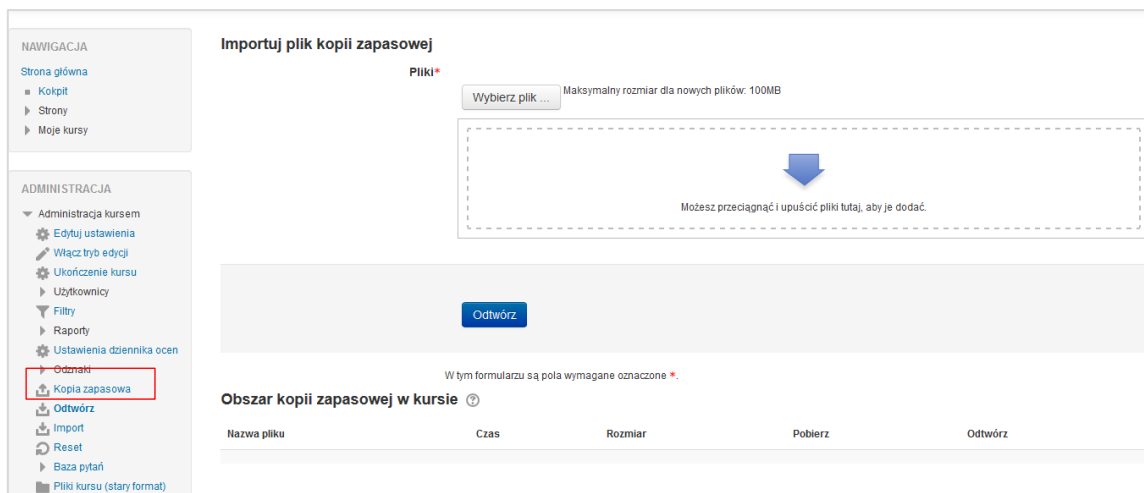 NAWIGACJA
Strona główna
Kokpit
Strony
Moje kursy
ADMINISTRACJA
Administracja kursem
Edytuj ustawienia
Włącz tryb edycji
Ukończenie kursu
Użytkownicy
Filtry
Raporty
Ustawienia dziennika ocen
Odznaki
Kopia zapasowa
Odtwórz
Import
Reset
Baza pytań
Pliki kursu (stary format)
Importuj plik kopii zapasowej
Pliki*
Wybierz plik ... Maksymalny rozmiar dla nowych plików: 100MB
Możesz przeciągnąć i upuścić pliki tutaj, aby je dodać.
Odtwórz
W tym formularzu są pola wymagane oznaczone *.
Obszar kopii zapasowej w kursie ?
Nazwa pliku Czas Rozmiar Pobierz Odtwórz